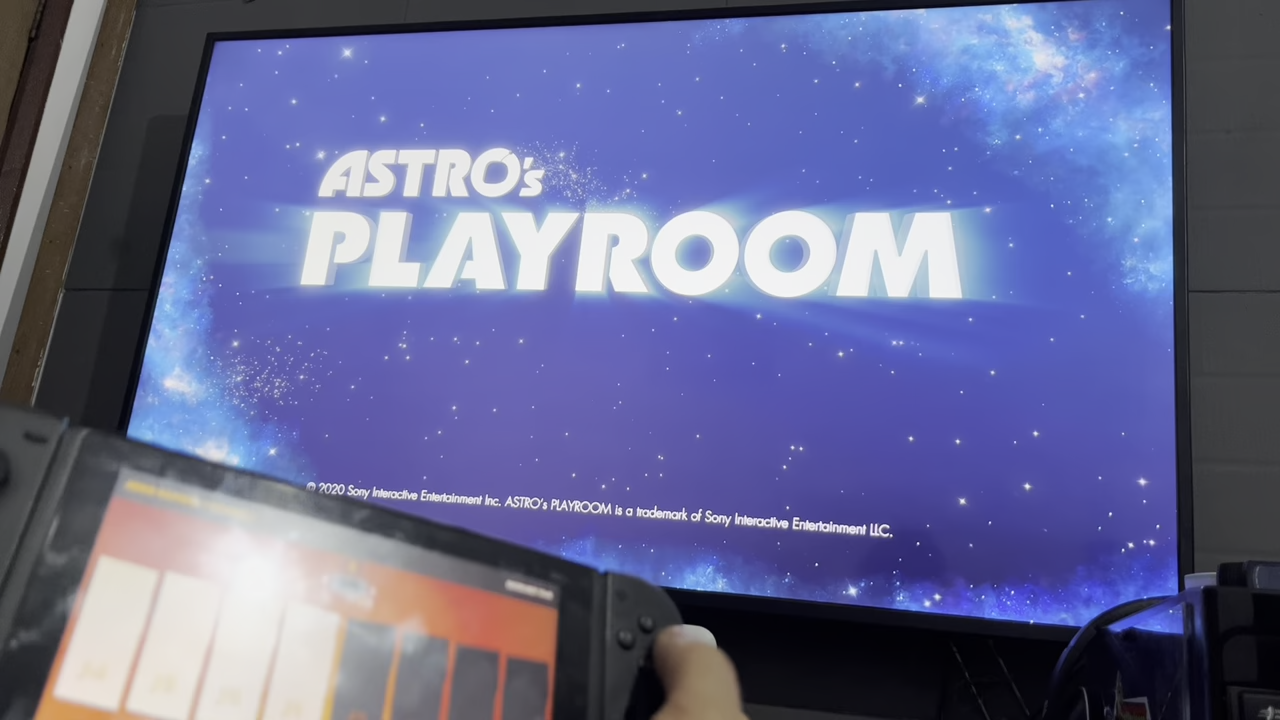 ASTRO's
PLAYROOM
© 2020 Sony Interactive Entertainment Inc. ASTRO's PLAYROOM is a trademark of Sony Interactive Entertainment LLC.